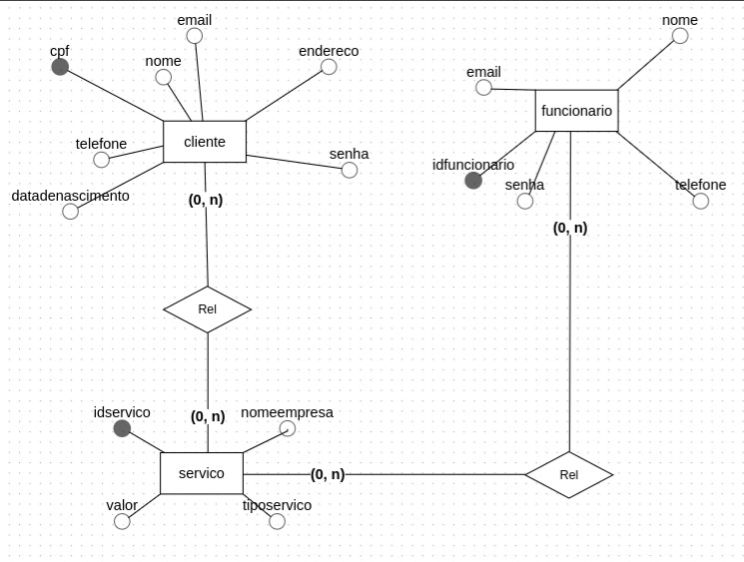 email
nome
cpf
nome
endereco
email
cliente
funcionario
telefone
senha
idfuncionario
senha
telefone
datadenascimento
(0, n)
(0, n)
Rel
idservico
(0, n)
nomeempresa
servico
(0, n)
Rel
valor
tiposervico